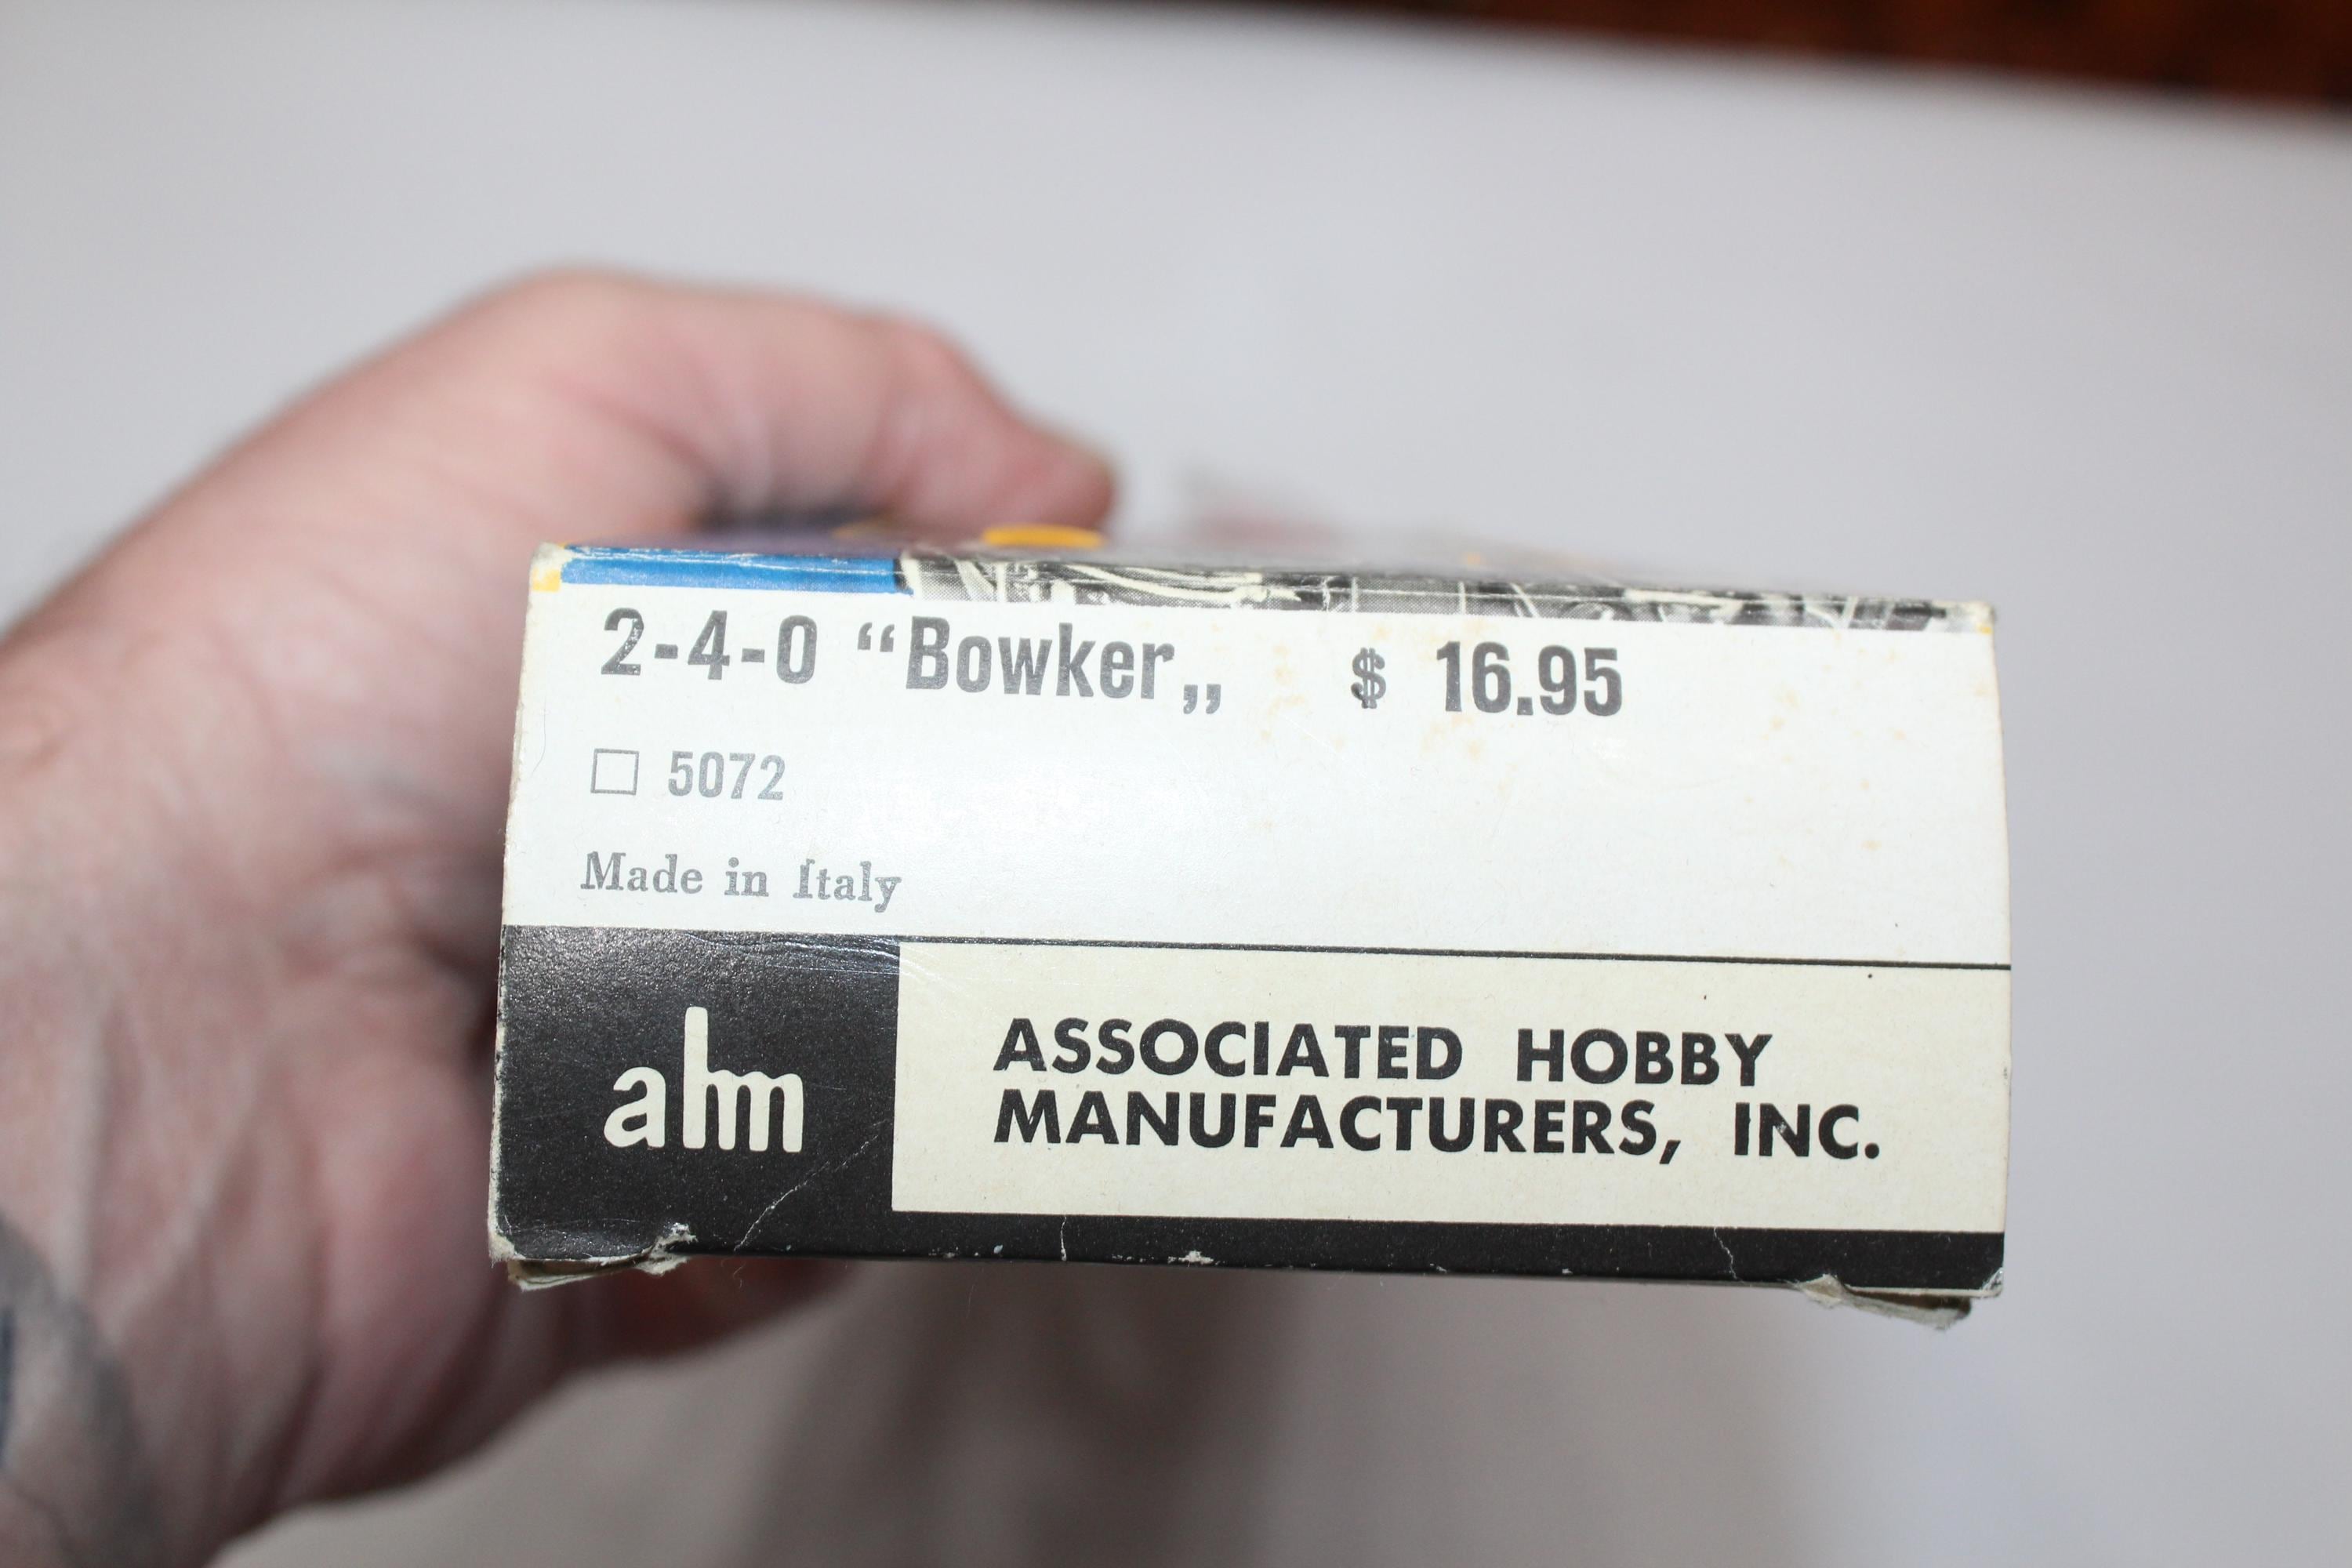 2-4-0 “Bowker„ $ 16.95
☐ 5072
Made in Italy
ahm
ASSOCIATED HOBBY
MANUFACTURERS, INC.